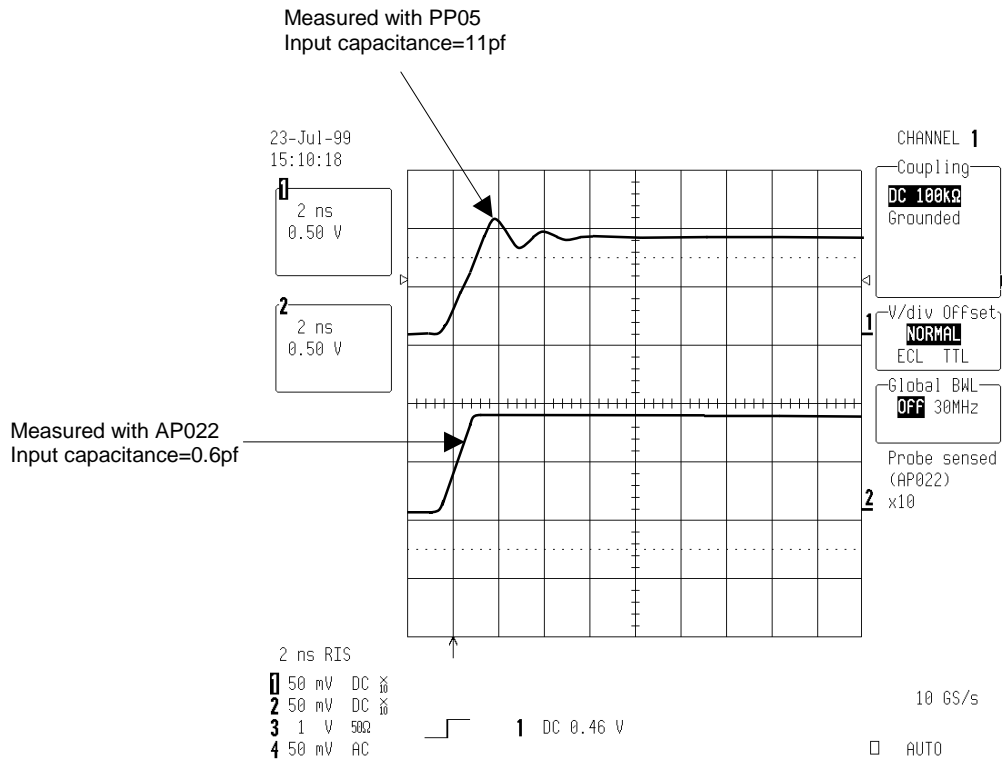 Measured with PP05
Input capacitance=11pf
23-Jul-99
15:10:18
1
2 ns
0.50 V
2
2 ns
0.50 V
Measured with AP022
Input capacitance=0.6pf
CHANNEL 1
Coupling
DC 100kΩ
Grounded
1
V/div Offset
NORMAL
ECL TTL
Global BWL
Off 30MHz
Probe sensed
(AP022)
2 x10
2 ns RIS
1 50 mV DC X10
2 50 mV DC X10
3 1 V 50Ω
4 50 mV AC
1 DC 0.46 V
10 GS/s
AUTO